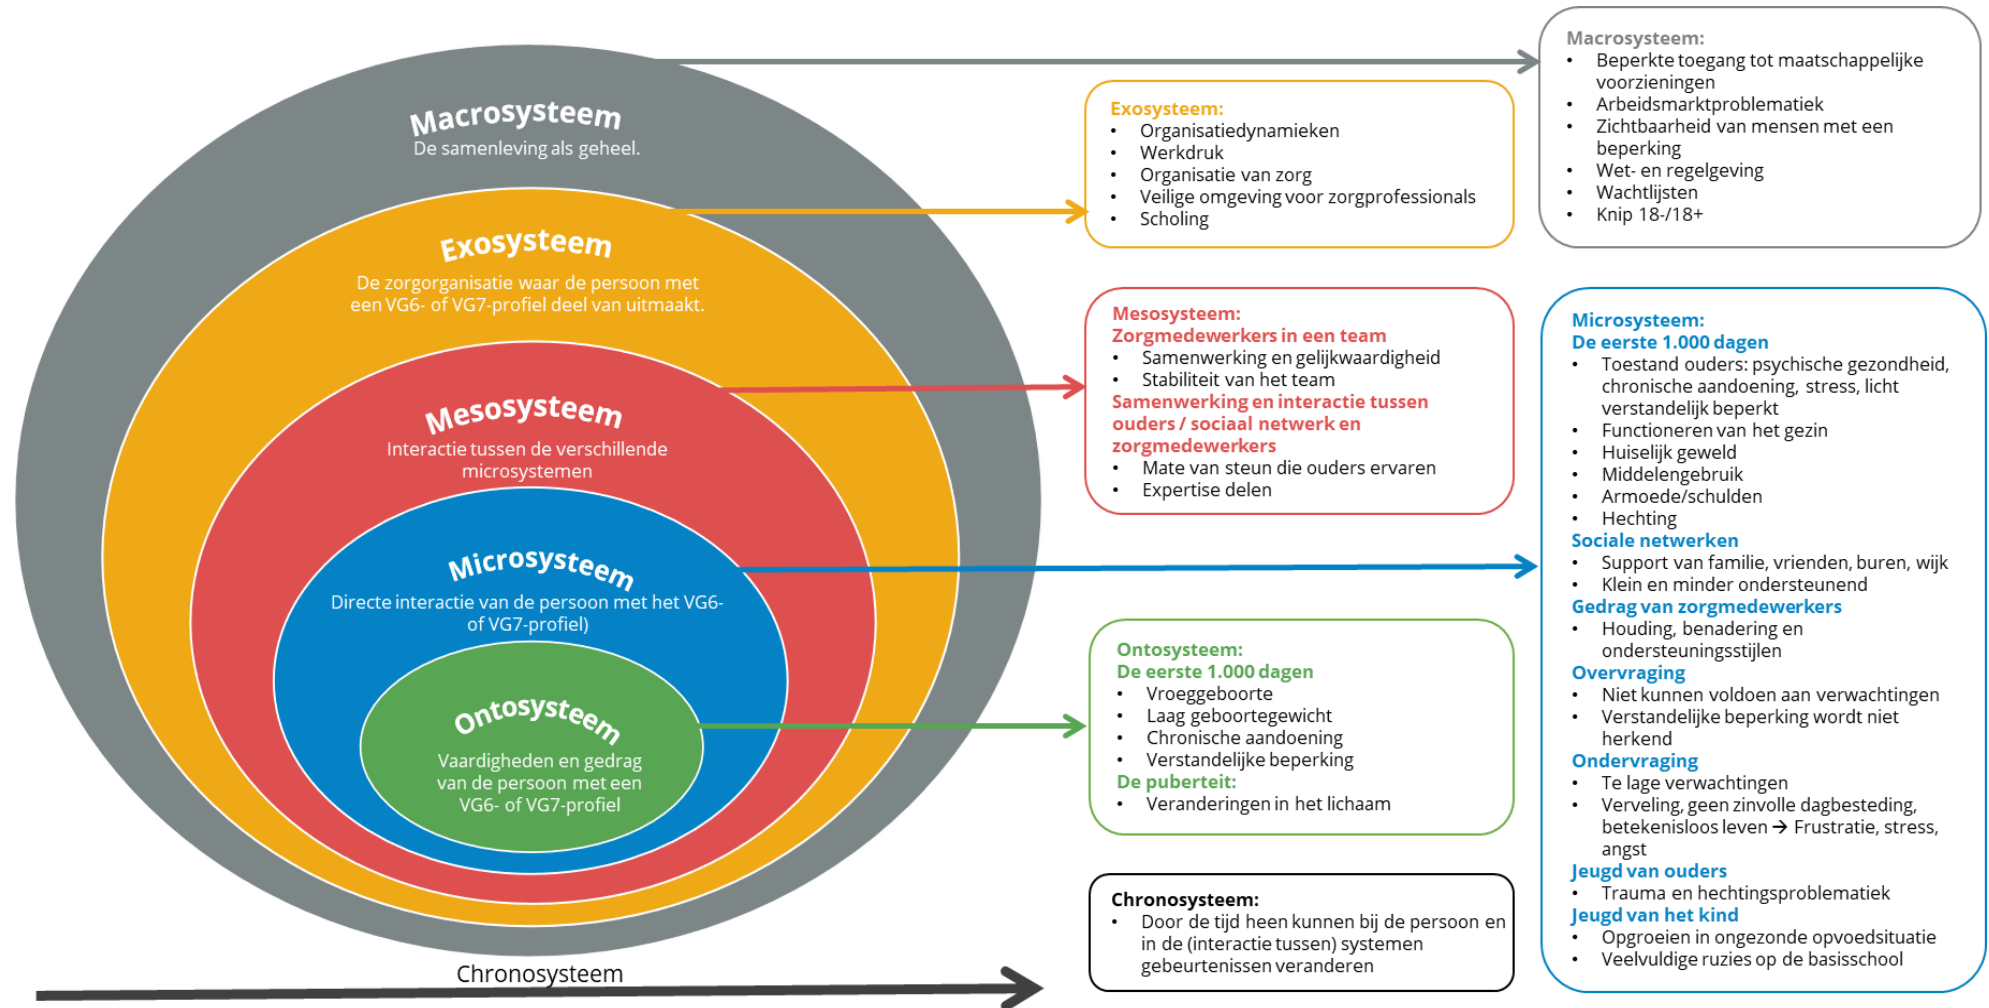 Macrosysteem
De samenleving als geheel.
Exosysteem
De zorgorganisatie waar de persoon met
een VG6- of VG7-profiel deel van uitmaakt.
Mesosysteem
Interactie tussen de verschillende
microsystemen
Microsysteem
Directe interactie van de persoon met het VG6-
of VG7-profiel)
Ontosysteem
Vaardigheden en gedrag
van de persoon met een
VG6- of VG7-profiel
Chronosysteem
Exosysteem:
• Organisatiedynamieken
• Werkdruk
• Organisatie van zorg
• Veilige omgeving voor zorgprofessionals
• Scholing
Mesosysteem:
Zorgmedewerkers in een team
• Samenwerking en gelijkwaardigheid
• Stabiliteit van het team
Samenwerking en interactie tussen
ouders / sociaal netwerk en
zorgmedewerkers
• Mate van steun die ouders ervaren
• Expertise delen
Ontosysteem:
De eerste 1.000 dagen
• Vroeggeboorte
• Laag geboortegewicht
• Chronische aandoening
• Verstandelijke beperking
De puberteit:
• Veranderingen in het lichaam
Chronosysteem:
• Door de tijd heen kunnen bij de persoon en
in de (interactie tussen) systemen
gebeurtenissen veranderen
Macrosysteem:
• Beperkte toegang tot maatschappelijke
voorzieningen
• Arbeidsmarktproblematiek
• Zichtbaarheid van mensen met een
beperking
• Wet- en regelgeving
• Wachtlijsten
• Knip 18-/18+
Microsysteem:
De eerste 1.000 dagen
• Toestand ouders: psychische gezondheid,
chronische aandoening, stress, licht
verstandelijk beperkt
• Functioneren van het gezin
• Huiselijk geweld
• Middelengebruik
• Armoede/schulden
• Hechting
Sociale netwerken
• Support van familie, vrienden, buren, wijk
• Klein en minder ondersteunend
Gedrag van zorgmedewerkers
• Houding, benadering en
ondersteuningsstijlen
Overvraging
• Niet kunnen voldoen aan verwachtingen
• Verstandelijke beperking wordt niet
herkend
Ondervraging
• Te lage verwachtingen
• Verveling, geen zinvolle dagbesteding,
betekenisloos leven → Frustratie, stress,
angst
Jeugd van ouders
• Trauma en hechtingsproblematiek
Jeugd van het kind
• Opgroeien in ongezonde opvoedsituatie
• Veelvuldige ruzies op de basisschool